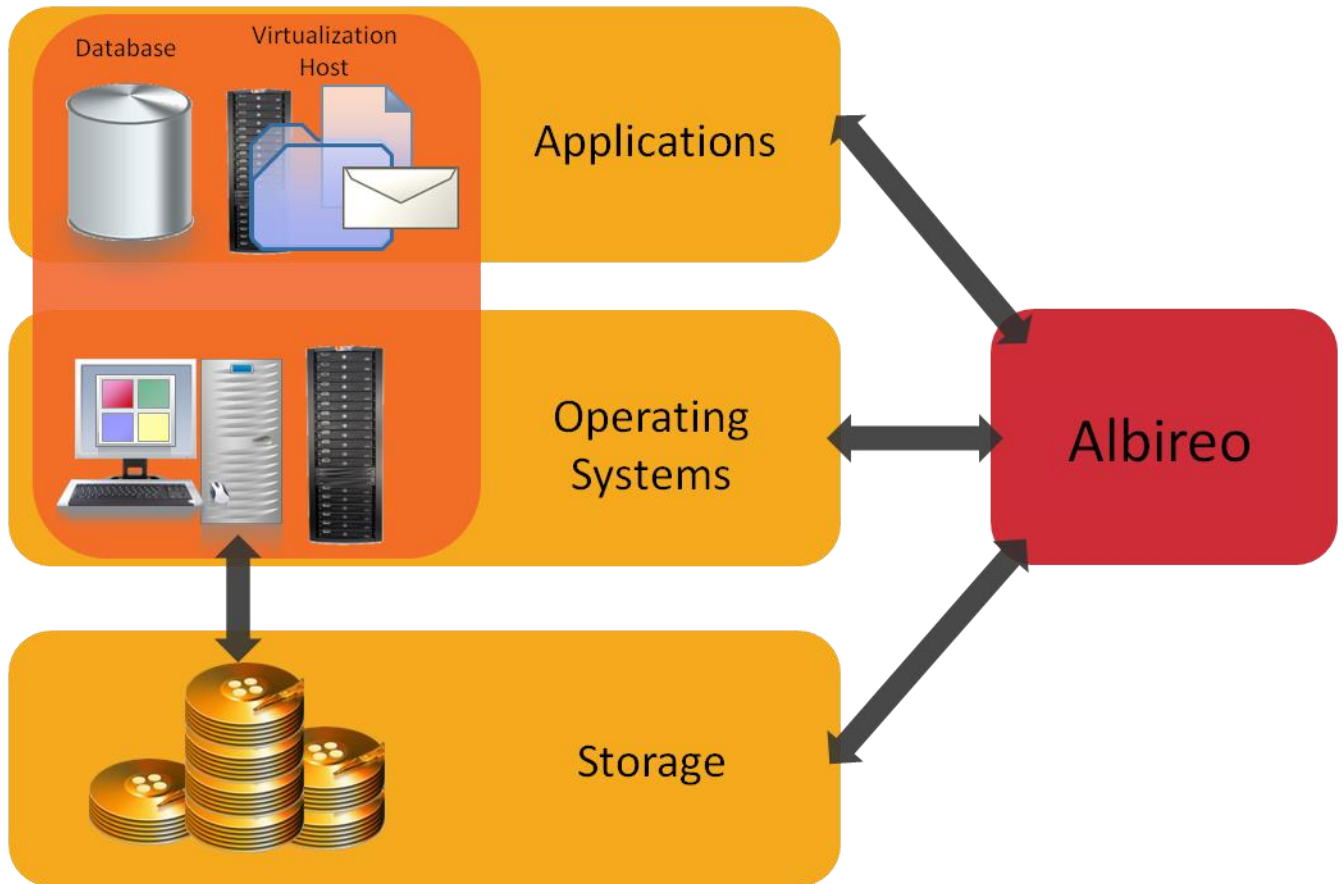 Database
Virtualization
Host
Applications
Operating
Systems
Albireo
Storage